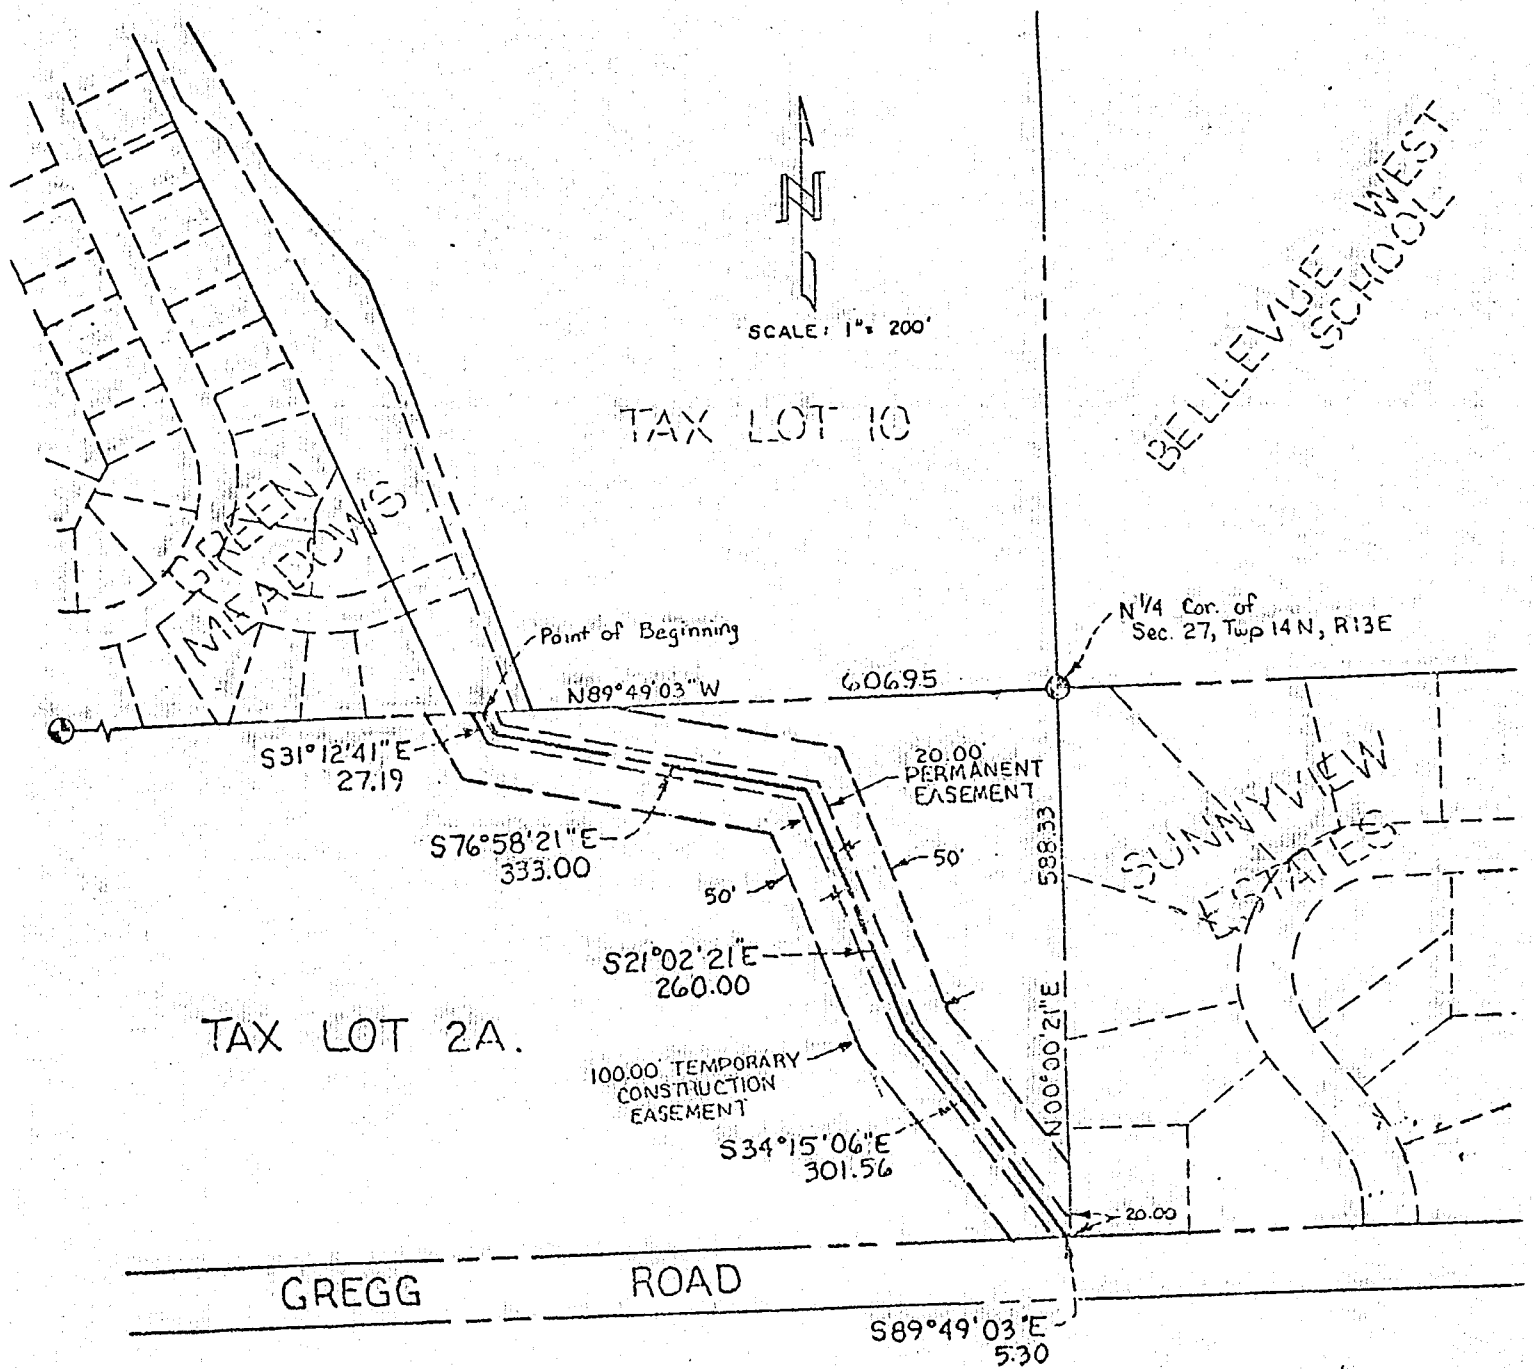 N
SCALE: 1"= 200'
BELLEVUE WEST
SCHOOL
TAX LOT 10
GREEN
MEADOWS
N 1/4 Cor. of
Sec. 27, Twp 14 N, R13E
Point of Beginning
N89°49'03"W
606.95
S31°12'41"E
27.19
20.00'
PERMANENT
EASEMENT
SUNNYVIEW
ESTATES
S76°58'21"E
333.00
50'
50'
588.33
S21°02'21"E
260.00
N00°00'21"E
TAX LOT 2A.
100.00' TEMPORARY
CONSTRUCTION
EASEMENT
S34°15'06"E
301.56
20.00
GREGG ROAD
S89°49'03"E
5.30